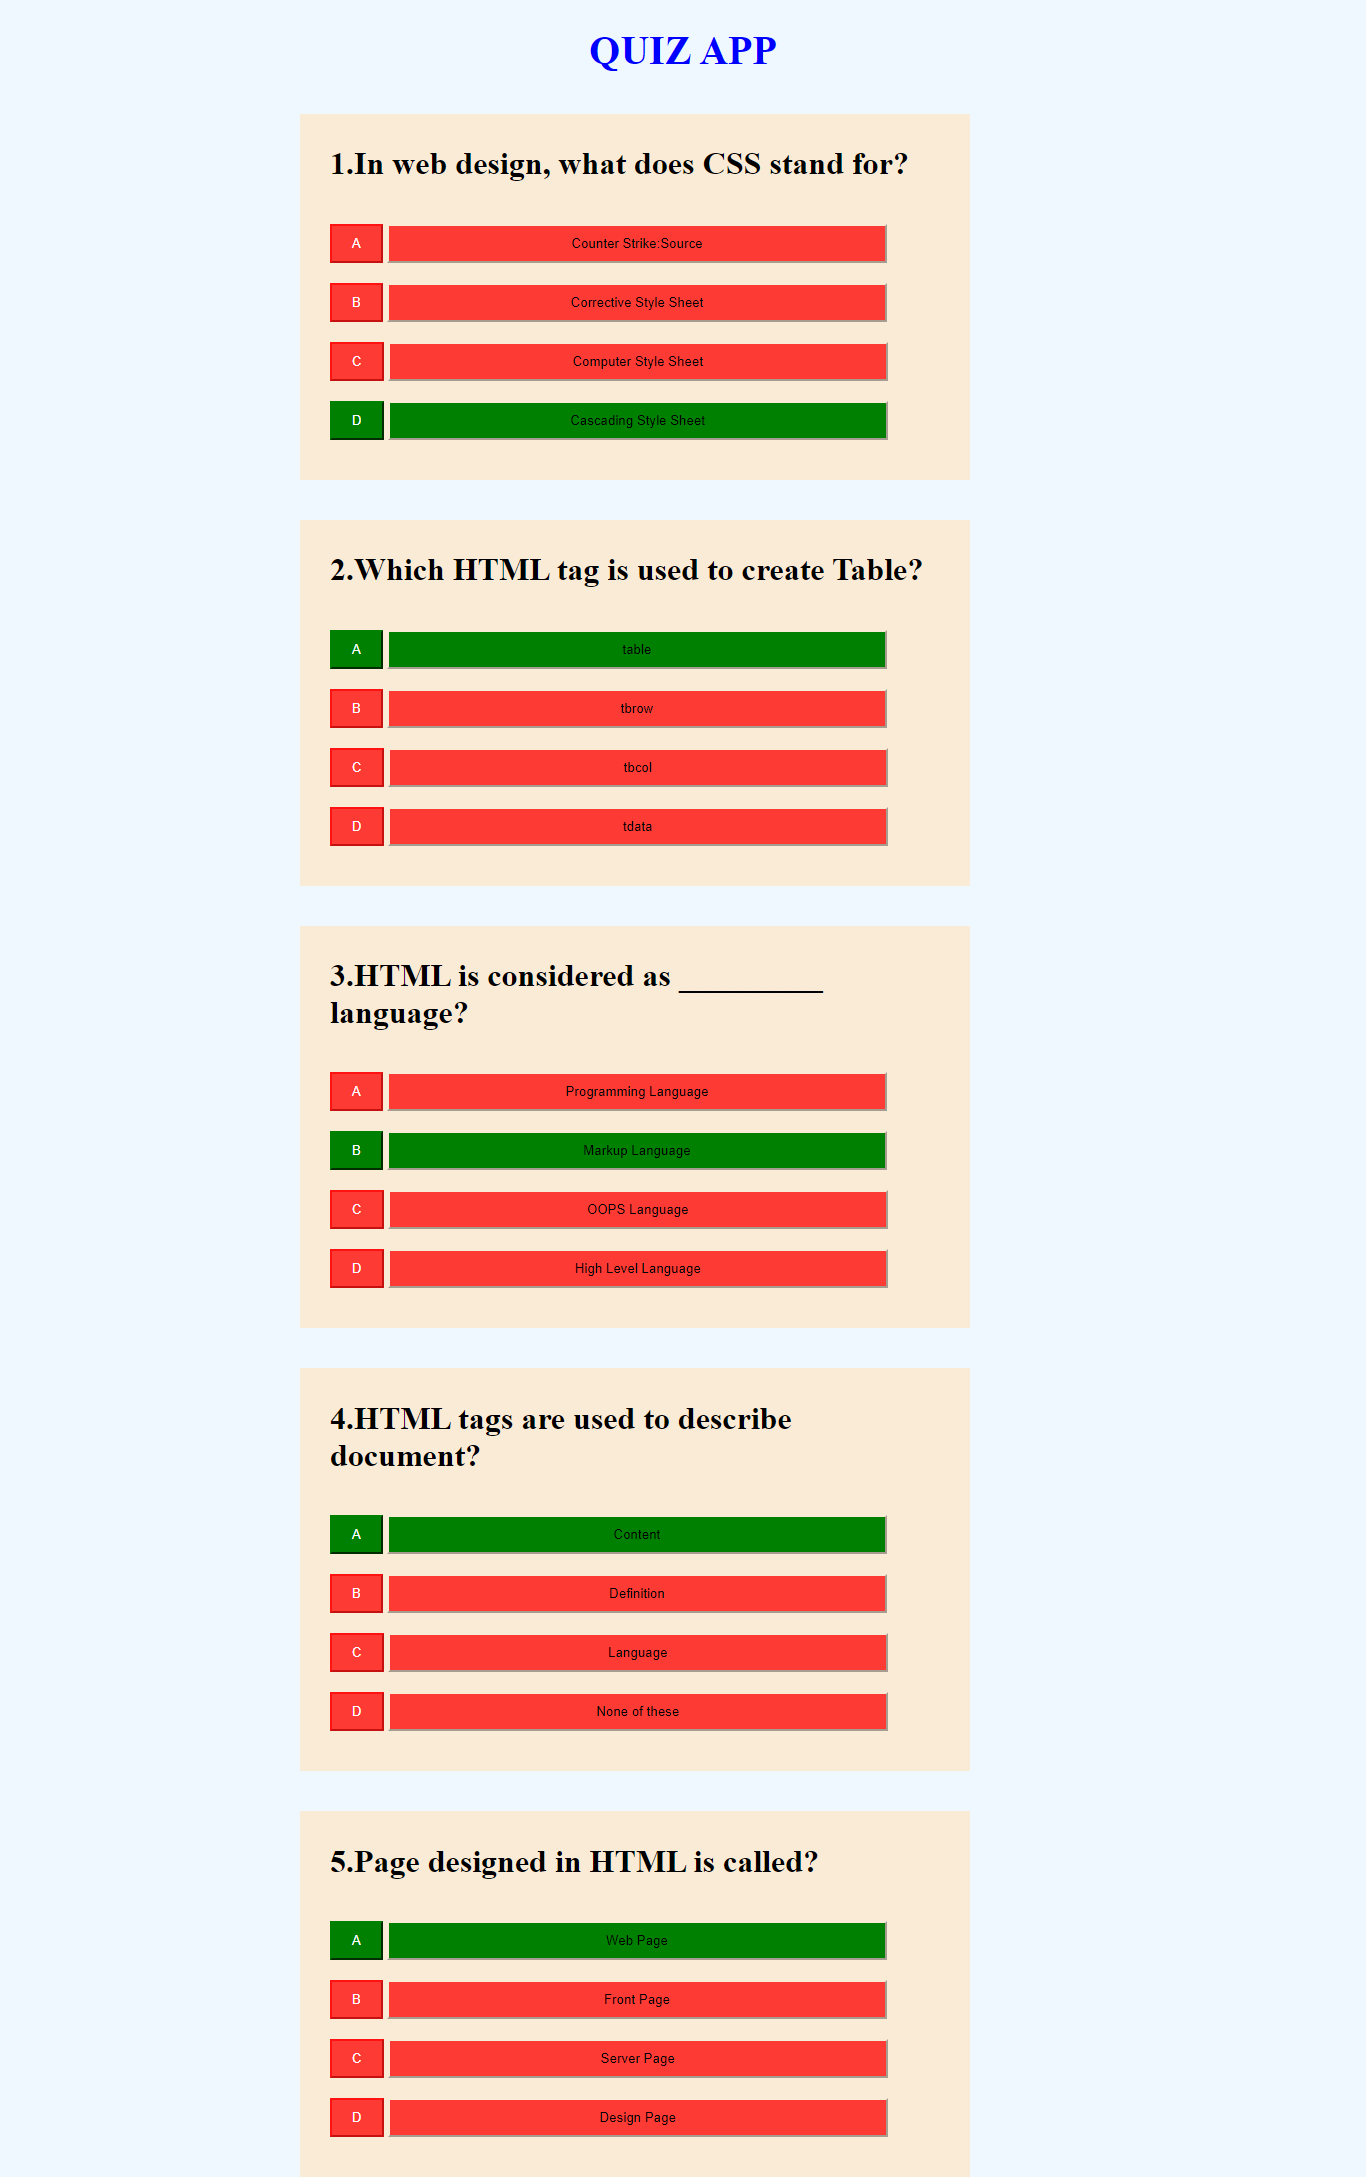 QUIZ APP
1.In web design, what does CSS stand for?
A Counter Strike:Source
B Corrective Style Sheet
C Computer Style Sheet
D Cascading Style Sheet
2.Which HTML tag is used to create Table?
A table
B tbrow
C tbcol
D tdata
3.HTML is considered as _________
language?
A Programming Language
B Markup Language
C OOPS Language
D High Level Language
4.HTML tags are used to describe
document?
A Content
B Definition
C Language
D None of these
5.Page designed in HTML is called?
A Web Page
B Front Page
C Server Page
D Design Page